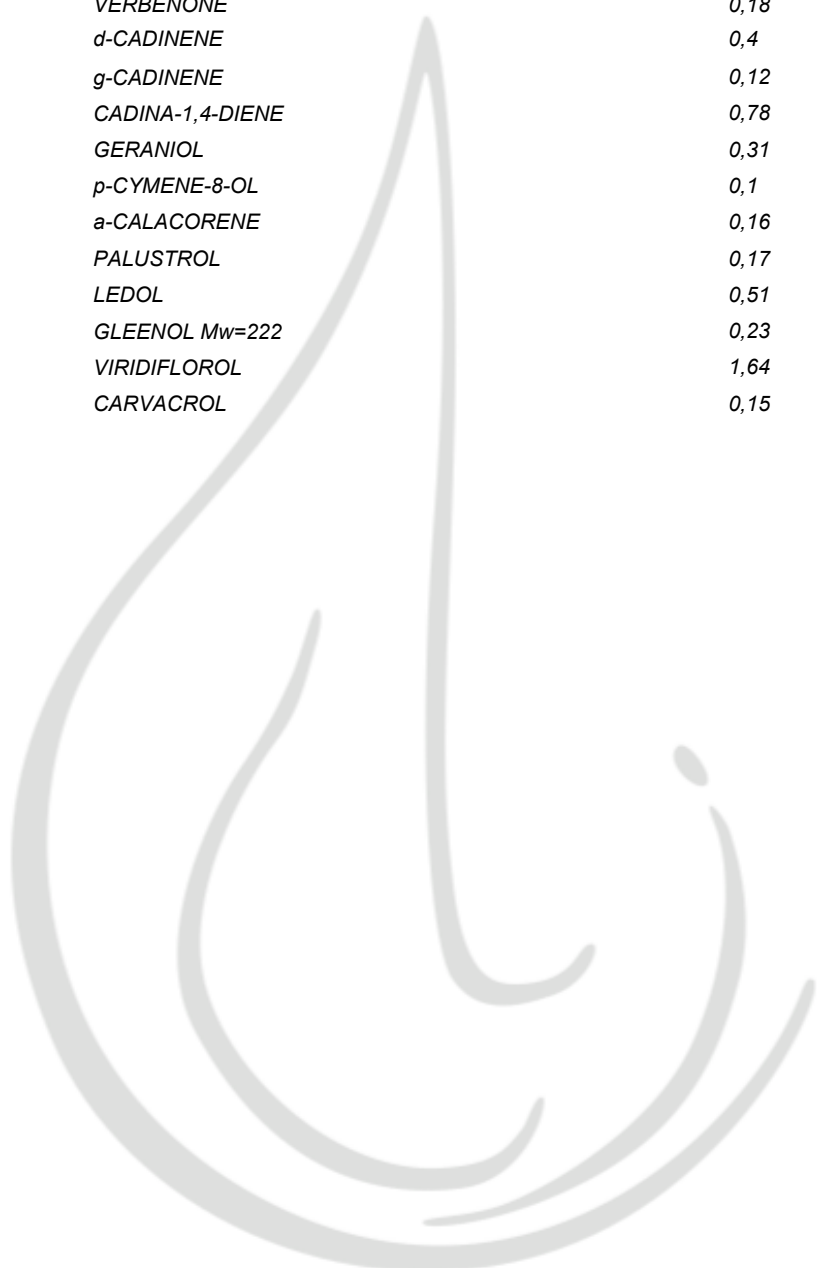 VERBENONE 0,18
d-CADINENE 0,4
g-CADINENE 0,12
CADINA-1,4-DIENE 0,78
GERANIOL 0,31
p-CYMENE-8-OL 0,1
a-CALACORENE 0,16
PALUSTROL 0,17
LEDOL 0,51
GLEENOL Mw=222 0,23
VIRIDIFLOROL 1,64
CARVACROL 0,15